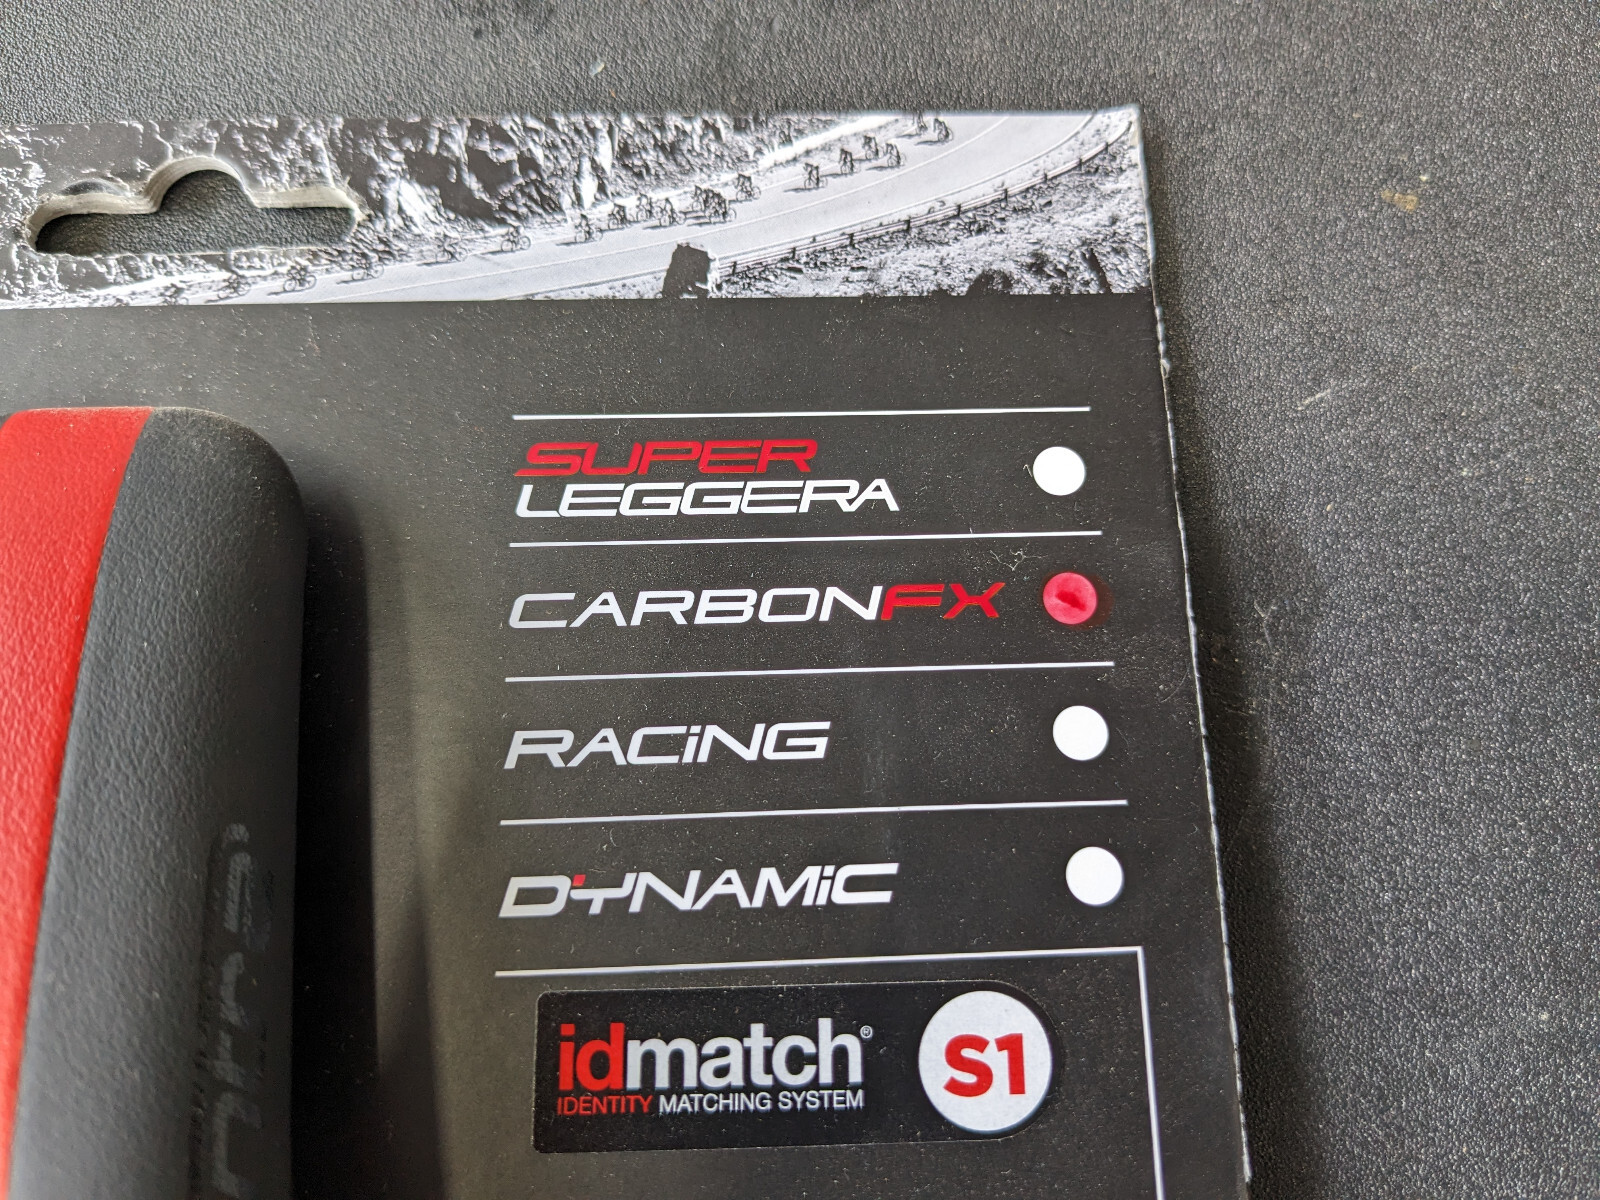 SUPER
LEGGERA
CARBONFX
RACiNG
DYNAMiC
idmatch®
IDENTITY MATCHING SYSTEM
S1